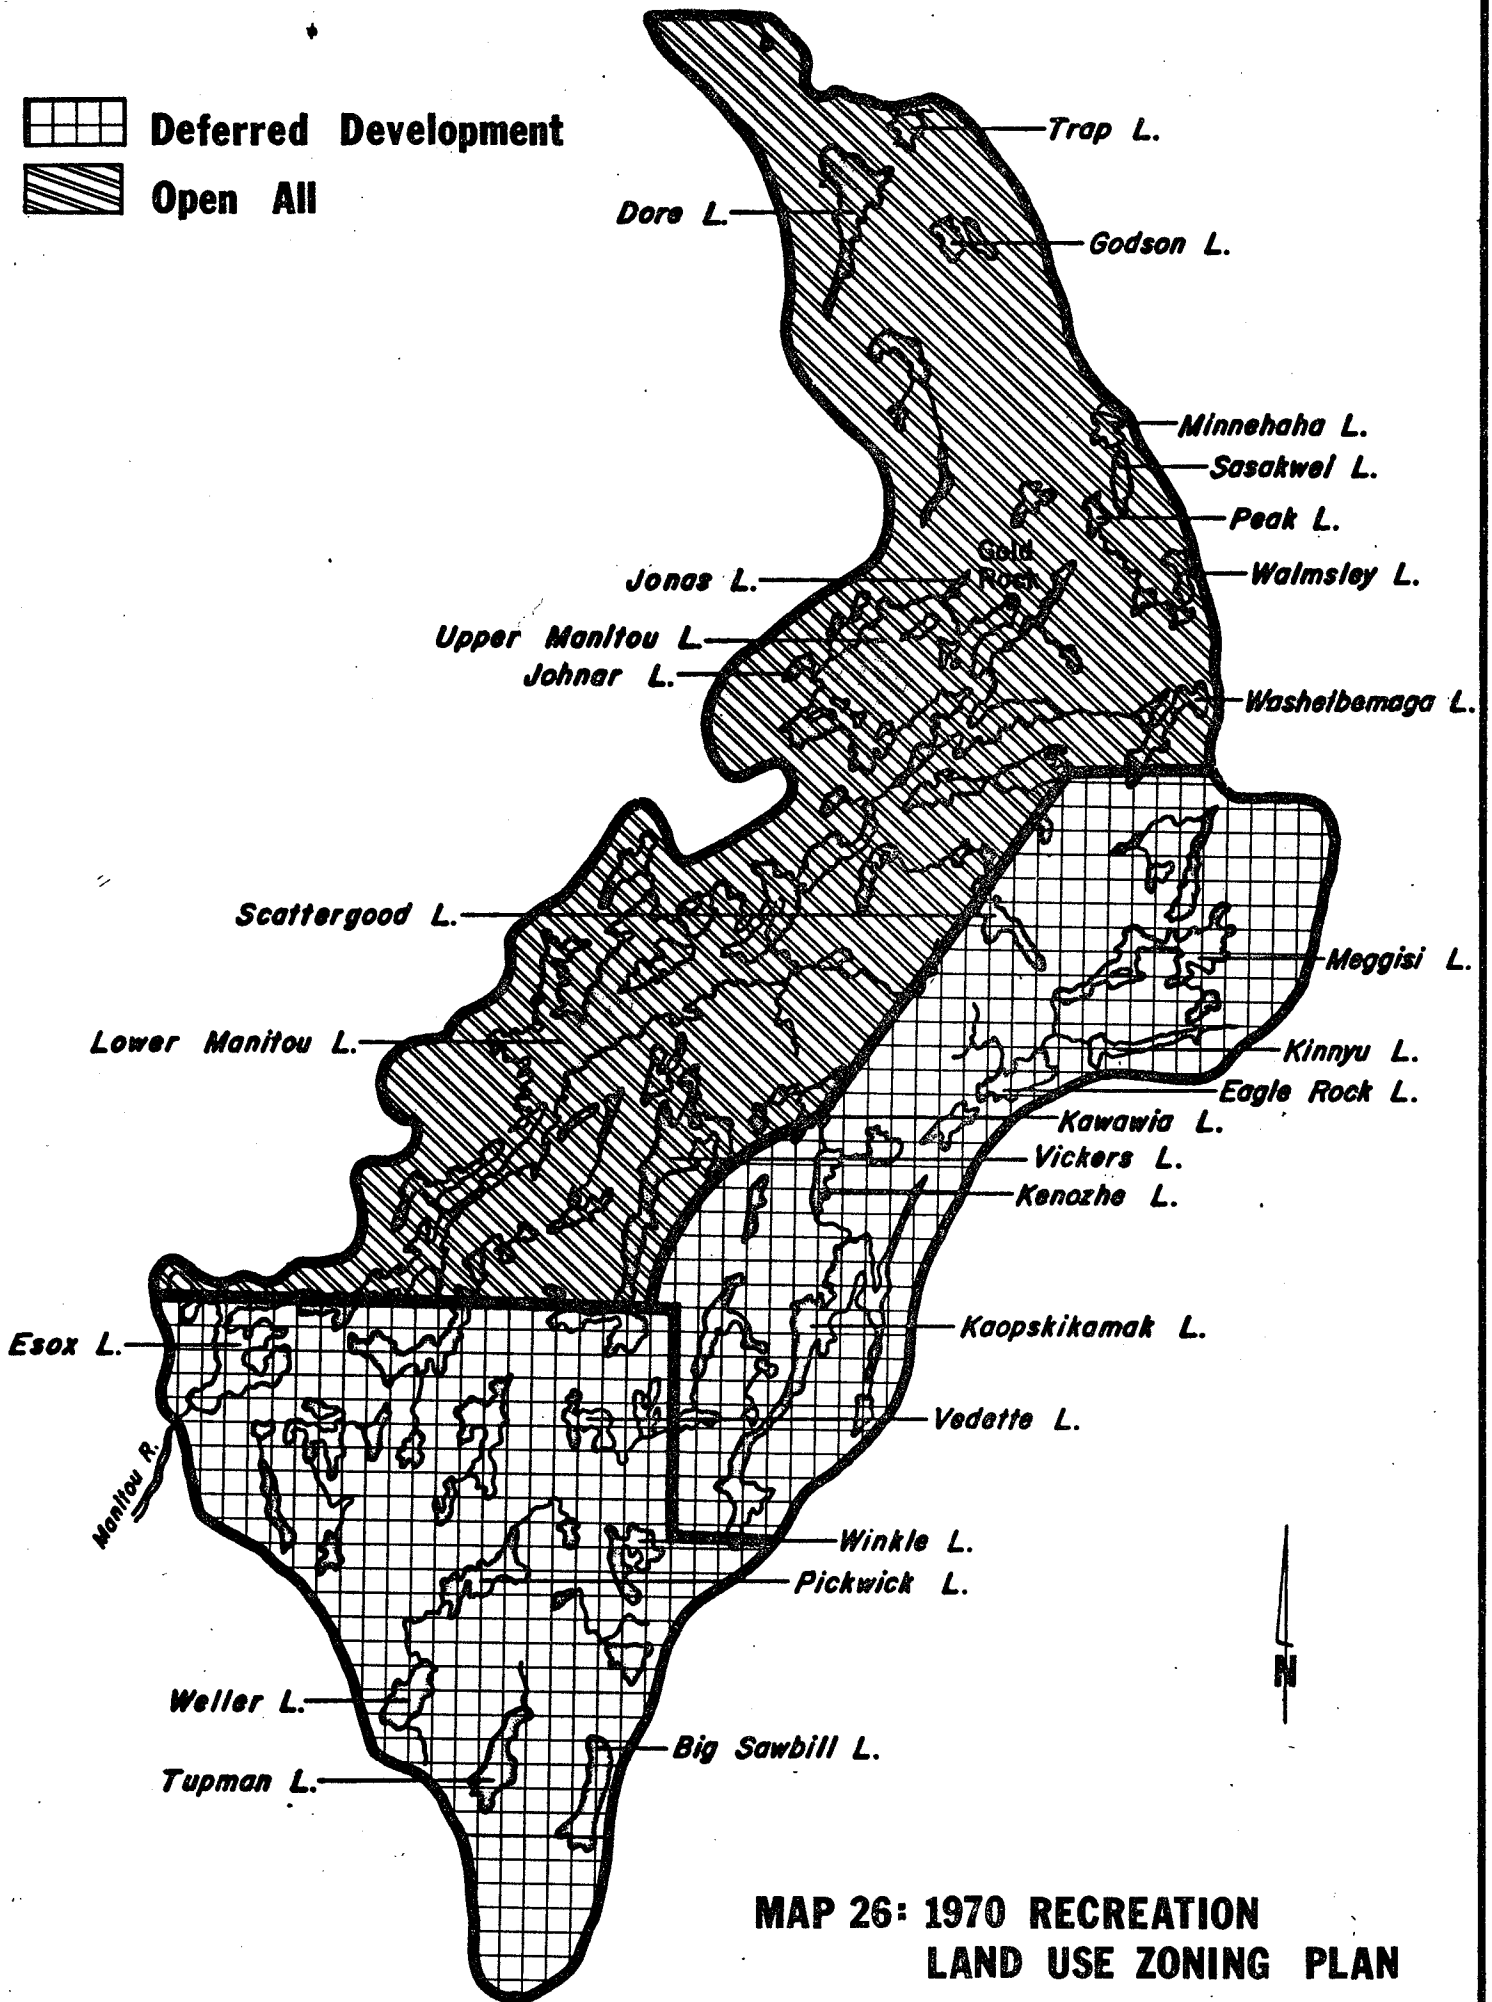 Deferred Development
Open All
Trap L.
Dore L.
Godson L.
Minnehaha L.
Sasakwei L.
Peak L.
Gold
Rock
Jonas L.
Walmsley L.
Upper Manitou L.
Johnar L.
Washeibemaga L.
Scattergood L.
Meggisi L.
Lower Manitou L.
Kinnyu L.
Eagle Rock L.
Kawawia L.
Vickers L.
Kenozhe L.
Kaopskikamak L.
Esox L.
Vedette L.
Manitou R.
Winkle L.
Pickwick L.
Weller L.
Big Sawbill L.
Tupman L.
N
MAP 26: 1970 RECREATION
LAND USE ZONING PLAN